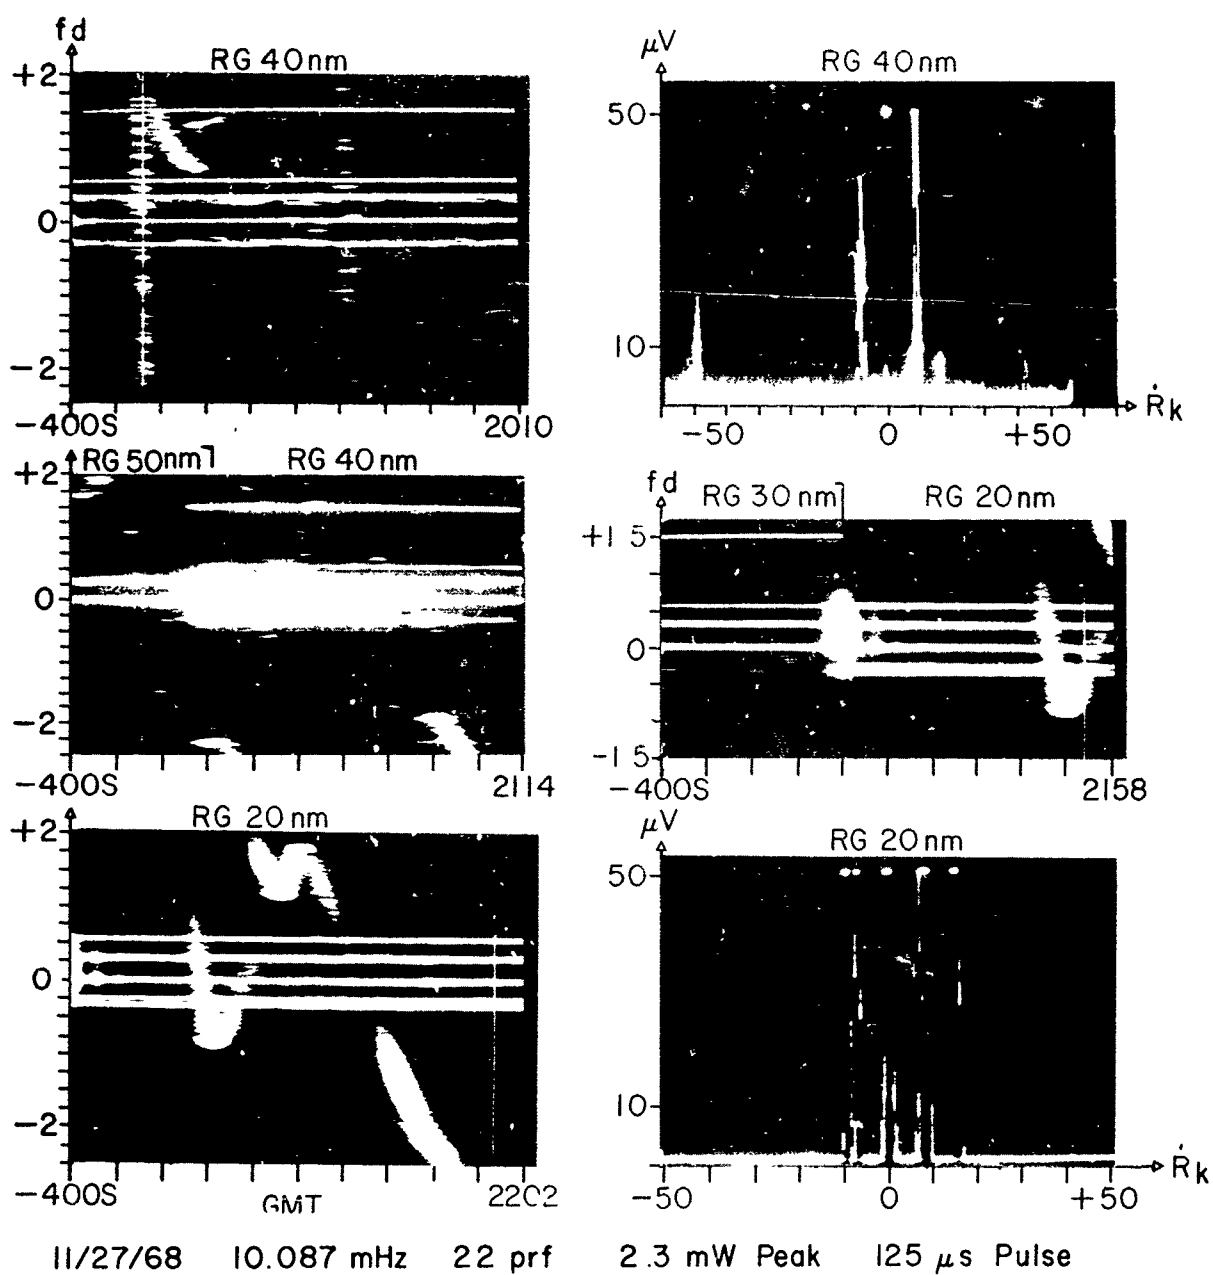 fd
RG 40nm
+2
0
−2
−400S 2010
μV
RG 40nm
50
10
−50 0 +50 Ṙk
RG 50nm RG 40nm
+2
0
−2
−400S 2114
fd
RG 30nm RG 20nm
+1 5
0
−1 5
−400S 2158
RG 20nm
+2
0
−2
−400S GMT 2202
μV
RG 20nm
50
10
−50 0 +50 Ṙk
11/27/68 10.087 mHz 22 prf 2.3 mW Peak 125 μs Pulse